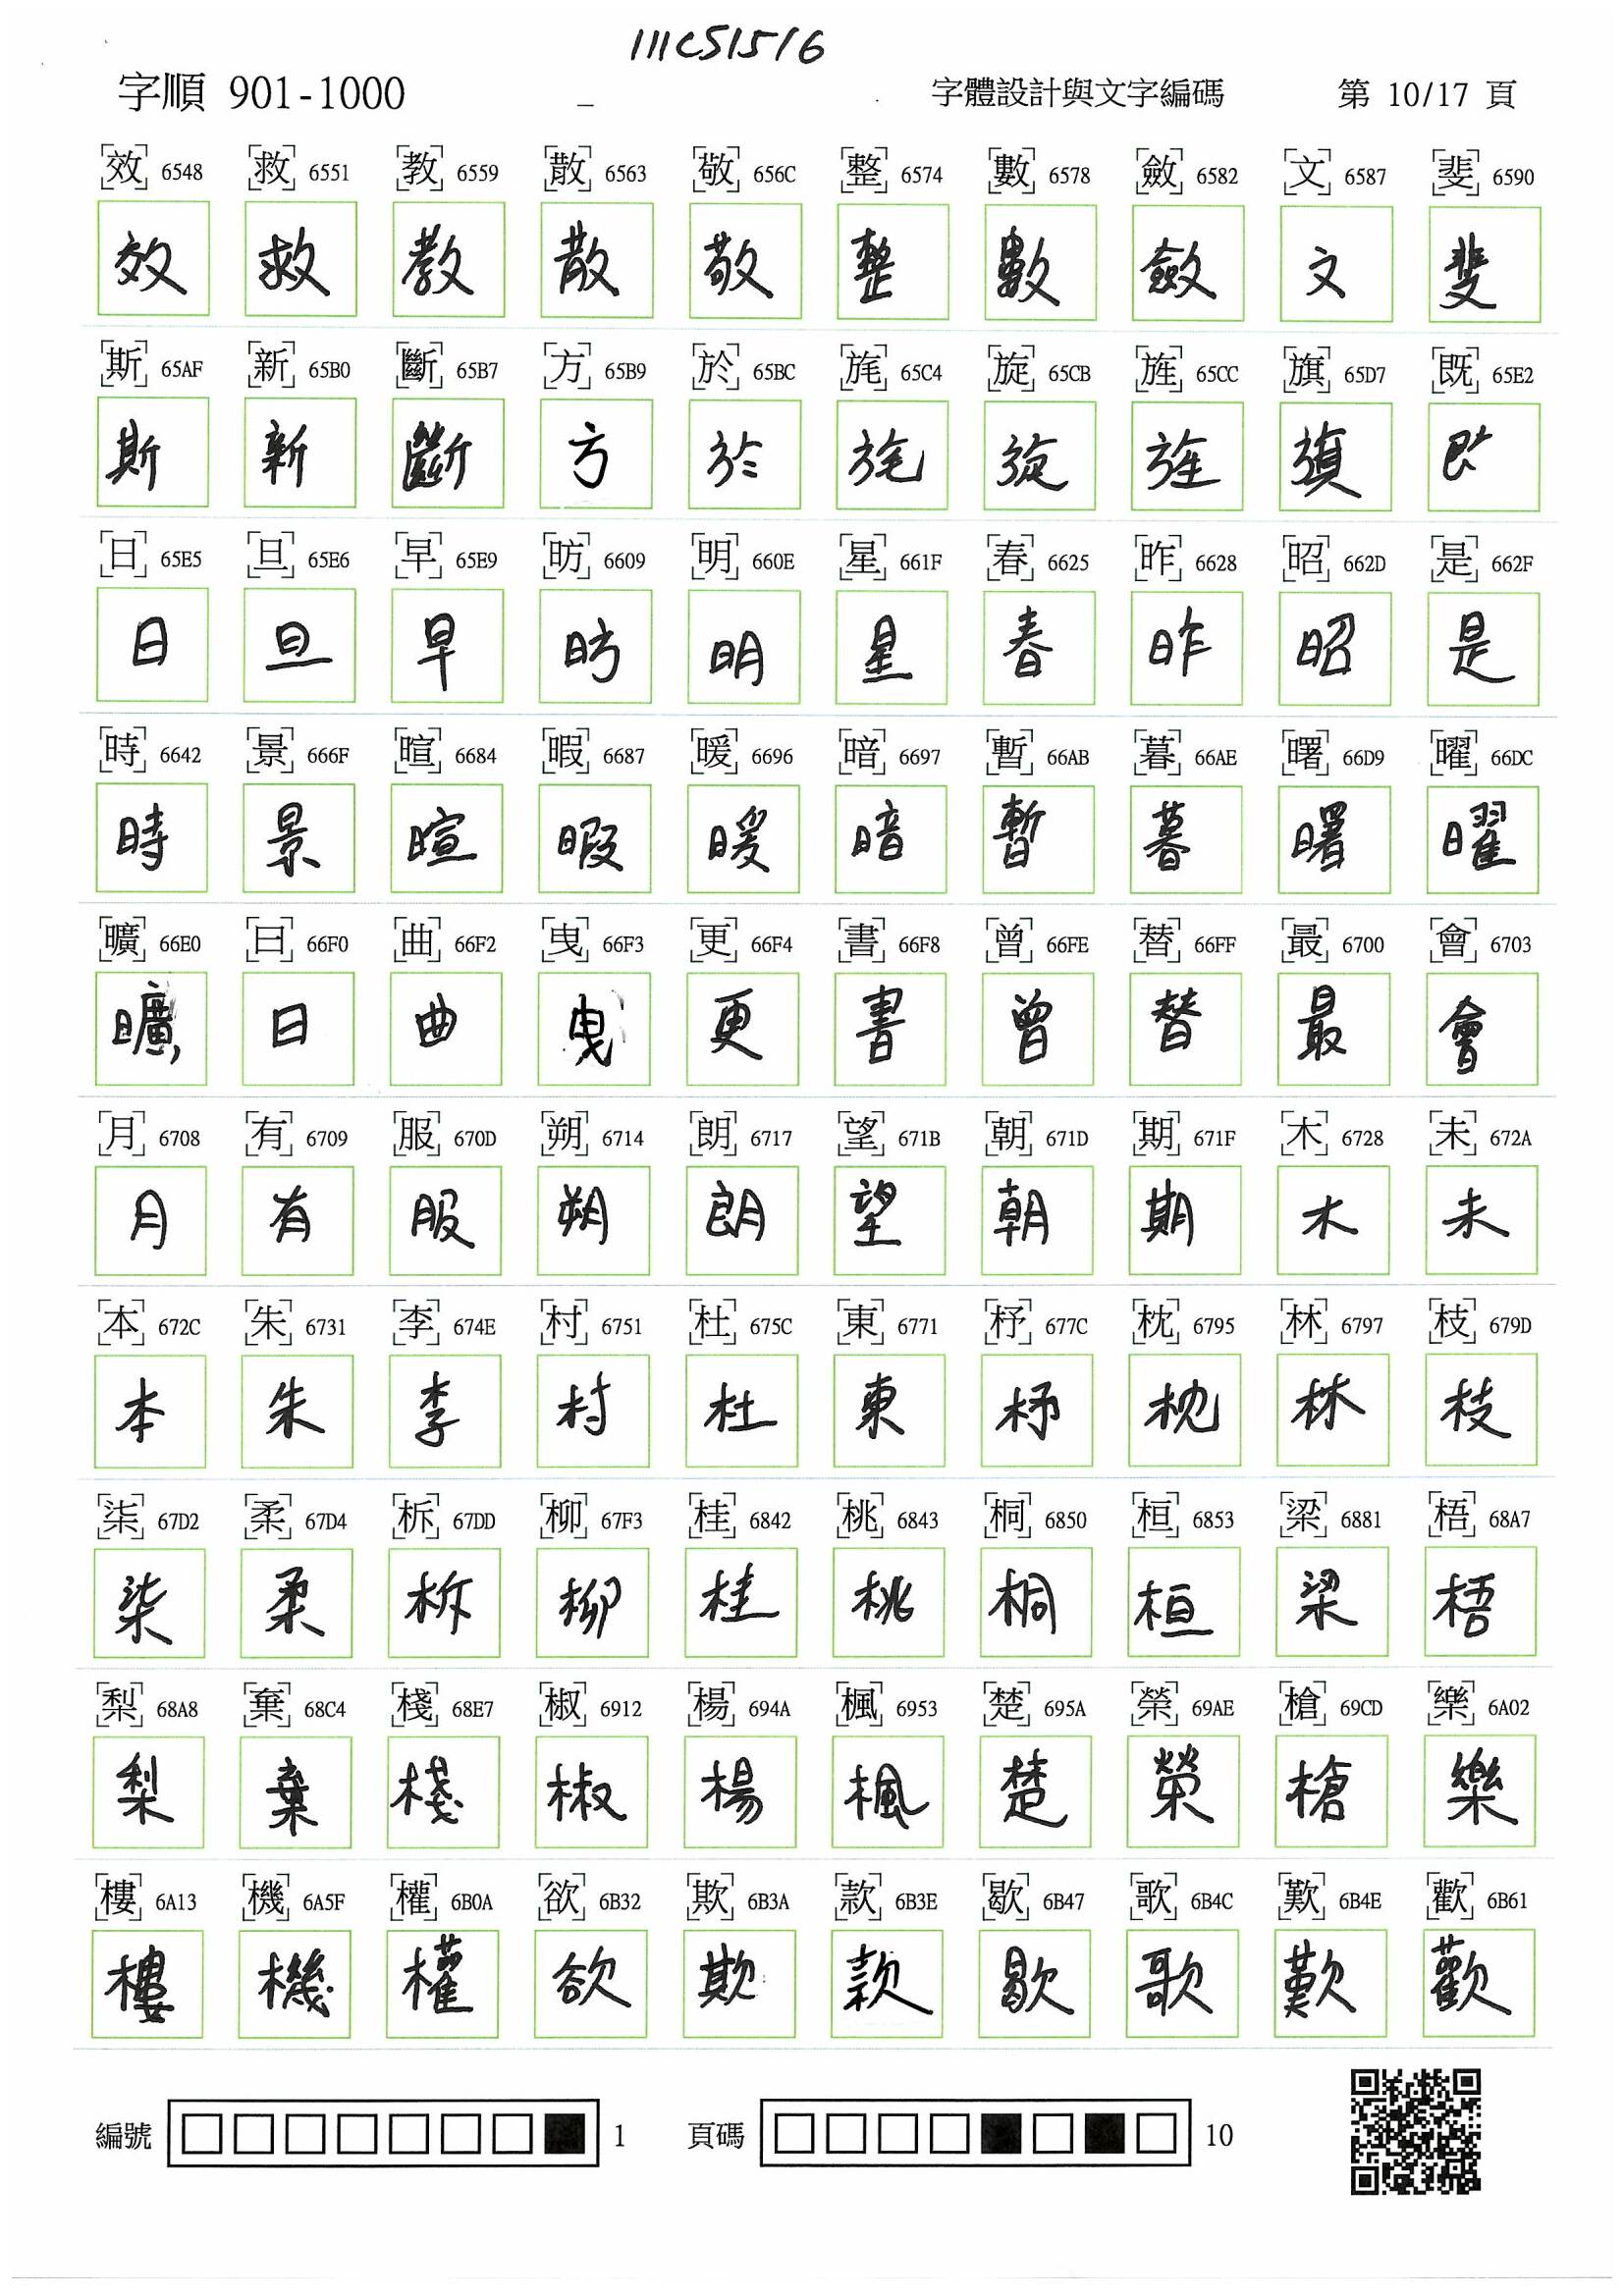 111C51516
字順 901-1000 字體設計與文字編碼 第 10/17 頁
效 6548 救 6551 教 6559 散 6563 敬 656C 整 6574 數 6578 斂 6582 文 6587 斐 6590
效 救 教 散 敬 整 數 斂 文 斐
斯 65AF 新 65B0 斷 65B7 方 65B9 於 65BC 旄 65C4 旋 65CB 旌 65CC 旗 65D7 既 65E2
斯 新 斷 方 於 旄 旋 旌 旗
日 65E5 旦 65E6 早 65E9 昉 6609 明 660E 星 661F 春 6625 昨 6628 昭 662D 是 662F
日 旦 早 昉 明 星 春 昨 昭 是
時 6642 景 666F 暄 6684 暇 6687 暖 6696 暗 6697 暫 66AB 暮 66AE 曙 66D9 曜 66DC
時 景 暄 暇 暖 暗 暫 暮 曙 曜
曠 66E0 曰 66F0 曲 66F2 曳 66F3 更 66F4 書 66F8 曾 66FE 替 66FF 最 6700 會 6703
曠 曰 曲 曳 更 書 曾 替 最 會
月 6708 有 6709 服 670D 朔 6714 朗 6717 望 671B 朝 671D 期 671F 木 6728 未 672A
月 有 服 朔 朗 望 朝 期 木 未
本 672C 朱 6731 李 674E 村 6751 杜 675C 東 6771 杼 677C 枕 6795 林 6797 枝 679D
本 朱 李 村 杜 東 杼 枕 林 枝
柒 67D2 柔 67D4 柝 67DD 柳 67F3 桂 6842 桃 6843 桐 6850 桓 6853 梁 6881 梧 68A7
柒 柔 柝 柳 桂 桃 桐 桓 梁 梧
梨 68A8 棄 68C4 棧 68E7 椒 6912 楊 694A 楓 6953 楚 695A 榮 69AE 槍 69CD 樂 6A02
梨 棄 棧 椒 楊 楓 楚 榮 槍 樂
樓 6A13 機 6A5F 權 6B0A 欲 6B32 欺 6B3A 款 6B3E 歇 6B47 歌 6B4C 歎 6B4E 歡 6B61
樓 機 權 欲 欺 款 歇 歌 歎 歡
編號 1 頁碼 10